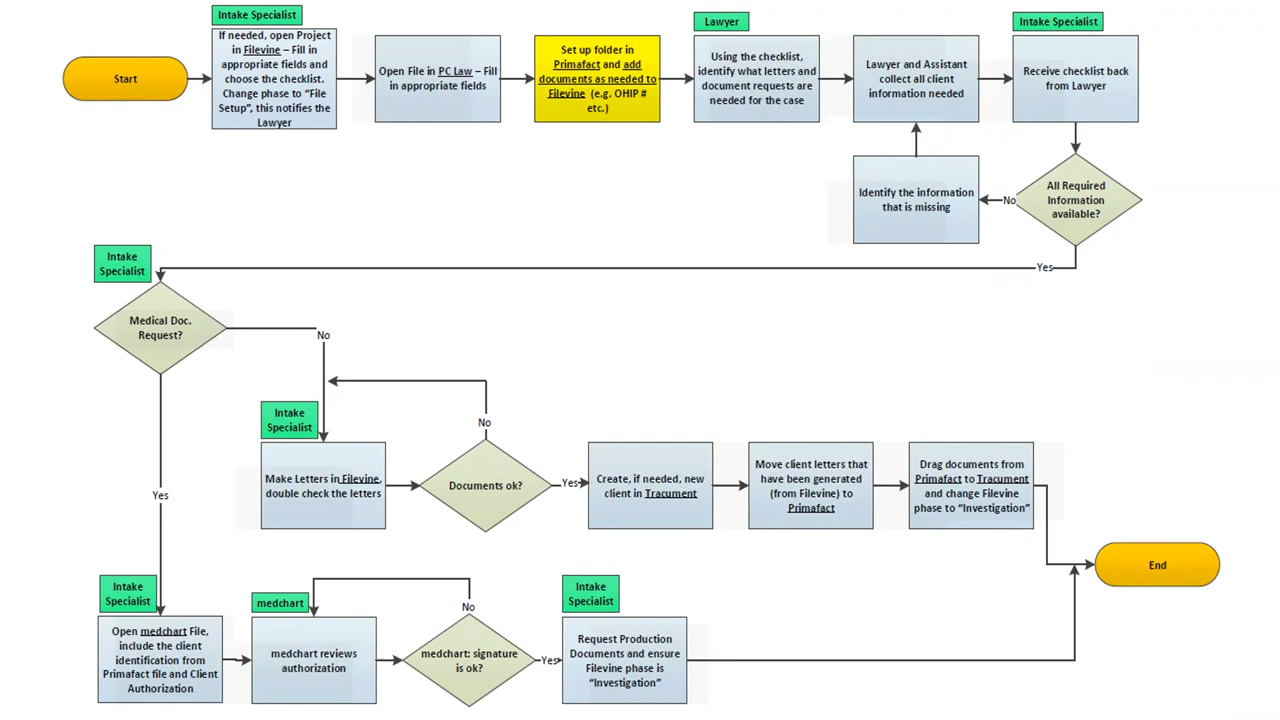 Intake Specialist
Start
If needed, open Project
in Filevine – Fill in
appropriate fields and
choose the checklist.
Change phase to “File
Setup”, this notifies the
Lawyer
Open File in PC Law – Fill
in appropriate fields
Set up folder in
Primafact and add
documents as needed to
Filevine (e.g. OHIP #
etc.)
Lawyer
Using the checklist,
identify what letters and
document requests are
needed for the case
Lawyer and Assistant
collect all client
information needed
Intake Specialist
Receive checklist back
from Lawyer
All Required
Information
available?
No
Identify the information
that is missing
Yes
Intake
Specialist
Medical Doc.
Request?
No
Intake
Specialist
Make Letters in Filevine,
double check the letters
Documents ok?
No
Yes
Create, if needed, new
client in Tracument
Move client letters that
have been generated
(from Filevine) to
Primafact
Drag documents from
Primafact to Tracument
and change Filevine
phase to “Investigation”
Yes
Intake
Specialist
Open medchart File,
include the client
identification from
Primafact file and Client
Authorization
medchart
medchart reviews
authorization
No
medchart: signature
is ok?
Yes
Intake
Specialist
Request Production
Documents and ensure
Filevine phase is
“Investigation”
End